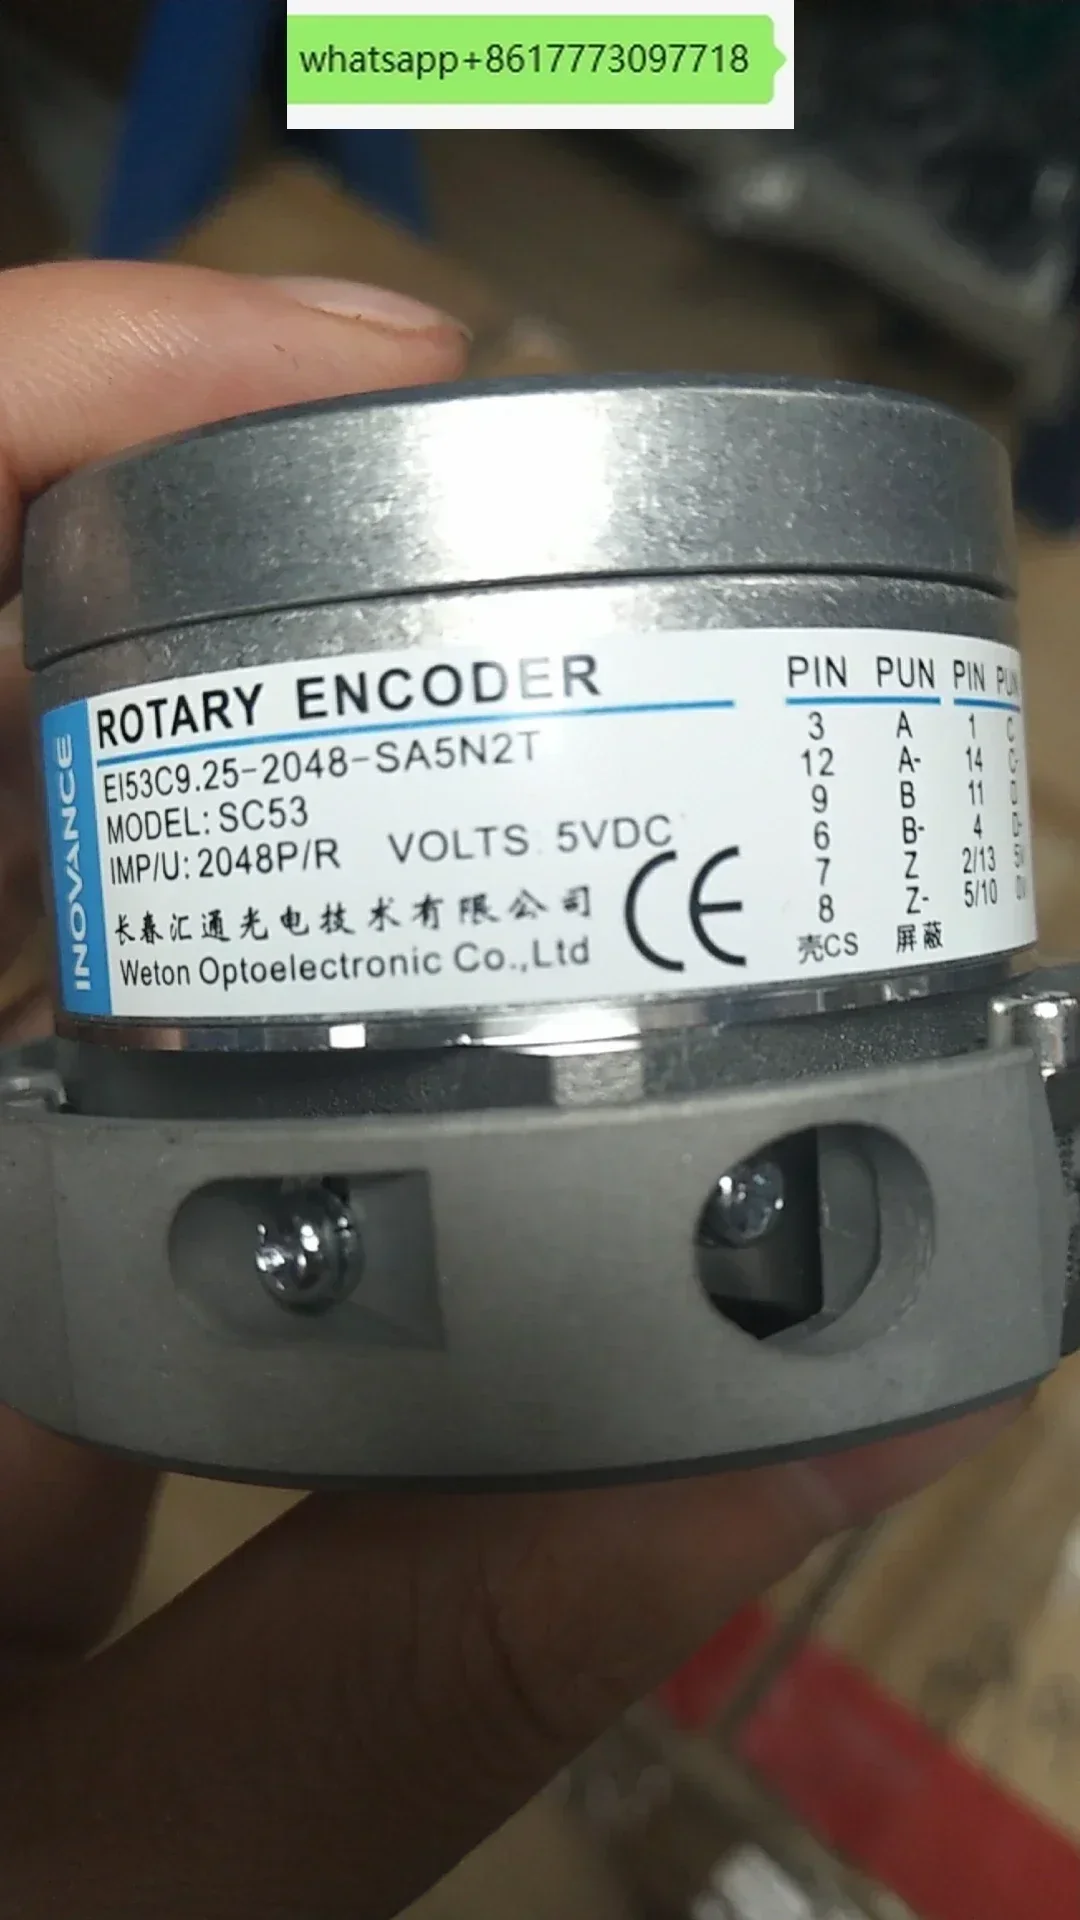 whatsapp+8617773097718
INOVANCE
ROTARY ENCODER
EI53C9.25-2048-SA5N2T
MODEL: SC53
IMP/U: 2048P/R VOLTS: 5VDC
长春汇通光电技术有限公司
Weton Optoelectronic Co.,Ltd
CE
PIN PUN PIN
3 A 1 C
12 A- 14 C-
9 B 11
6 B- 4
7 Z 2/13
8 Z- 5/10
壳CS 屏蔽